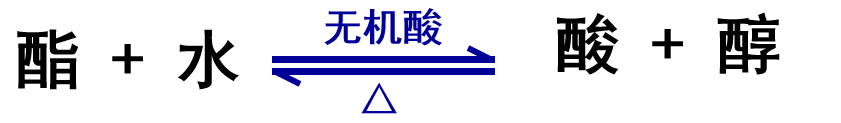 无机酸
酯 + 水 ⇌ 酸 + 醇
△